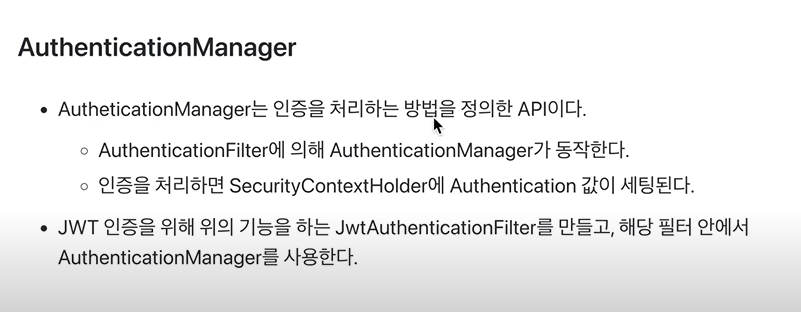 AuthenticationManager
AutheticationManager는 인증을 처리하는 방법을 정의한 API이다.
AuthenticationFilter에 의해 AuthenticationManager가 동작한다.
인증을 처리하면 SecurityContextHolder에 Authentication 값이 세팅된다.
JWT 인증을 위해 위의 기능을 하는 JwtAuthenticationFilter를 만들고, 해당 필터 안에서
AuthenticationManager를 사용한다.